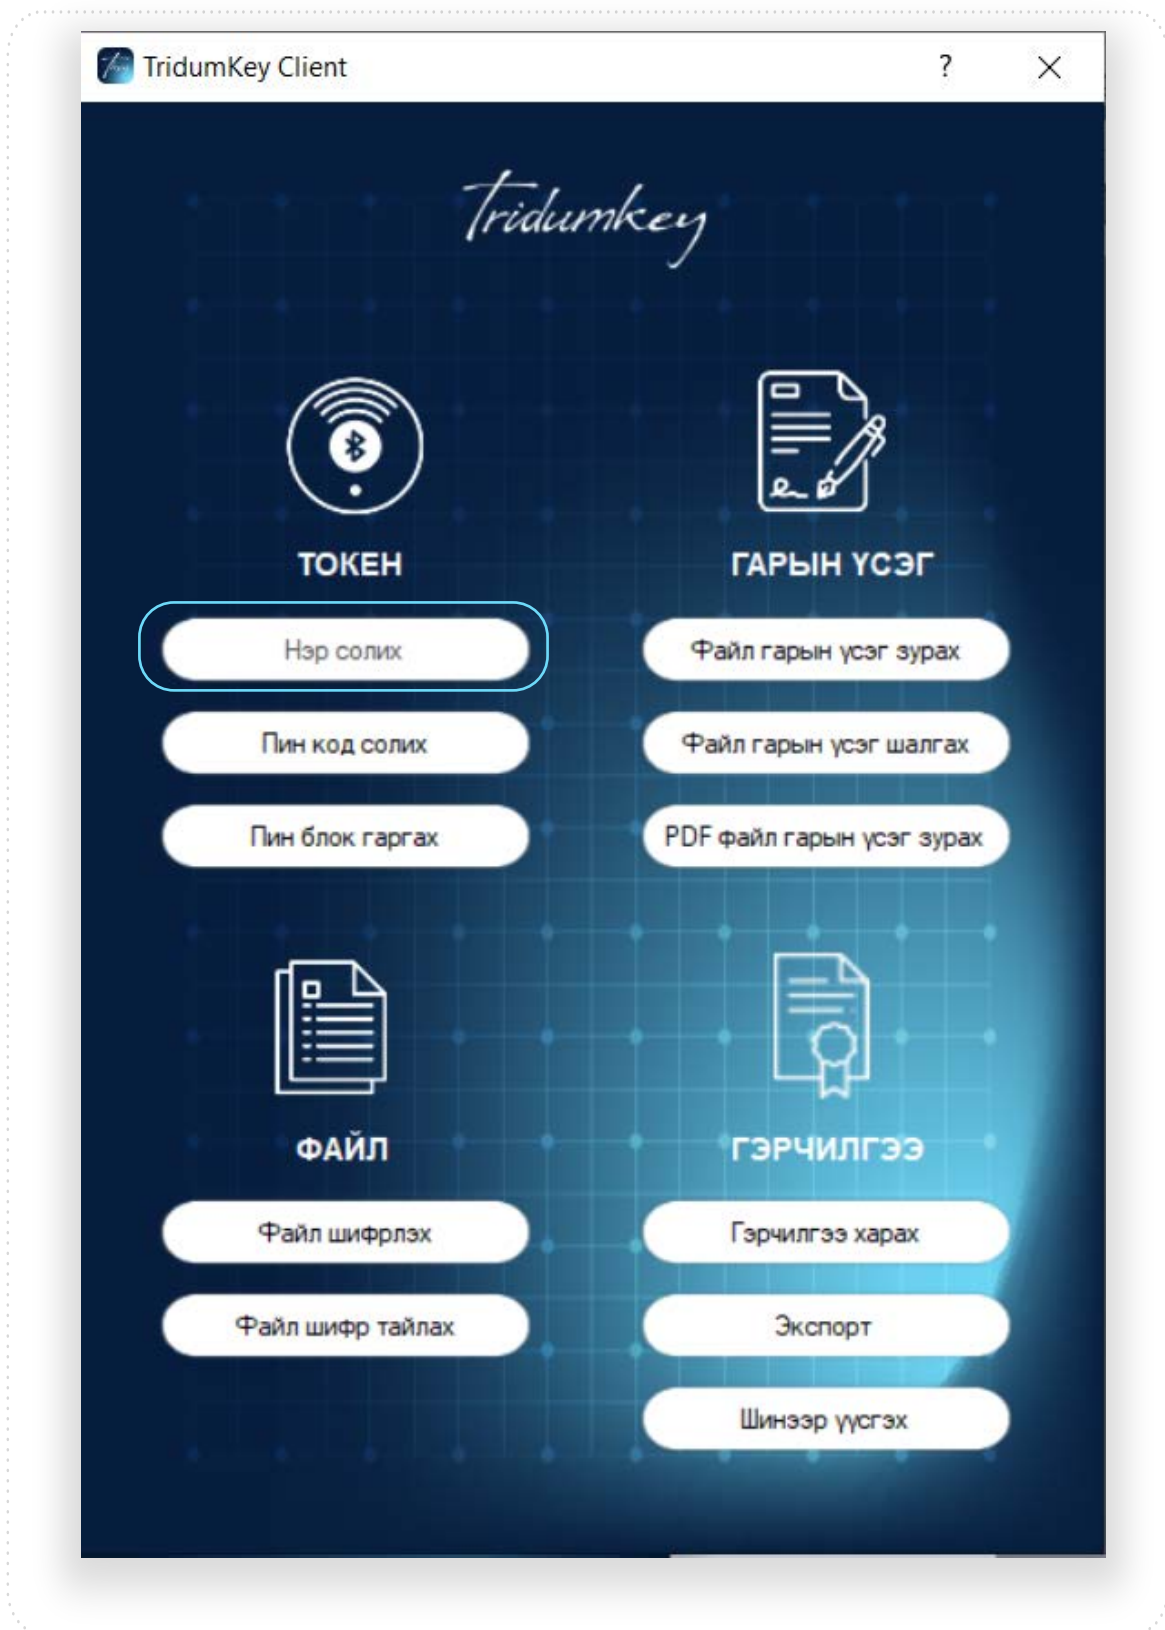 TridumKey Client ?
Tridumkey
ТОКЕН
Нэр солих
Пин код солих
Пин блок гаргах
ГАРЫН ҮСЭГ
Файл гарын үсэг зурах
Файл гарын үсэг шалгах
PDF файл гарын үсэг зурах
ФАЙЛ
Файл шифрлэх
Файл шифр тайлах
ГЭРЧИЛГЭЭ
Гэрчилгээ харах
Экспорт
Шинээр үүсгэх